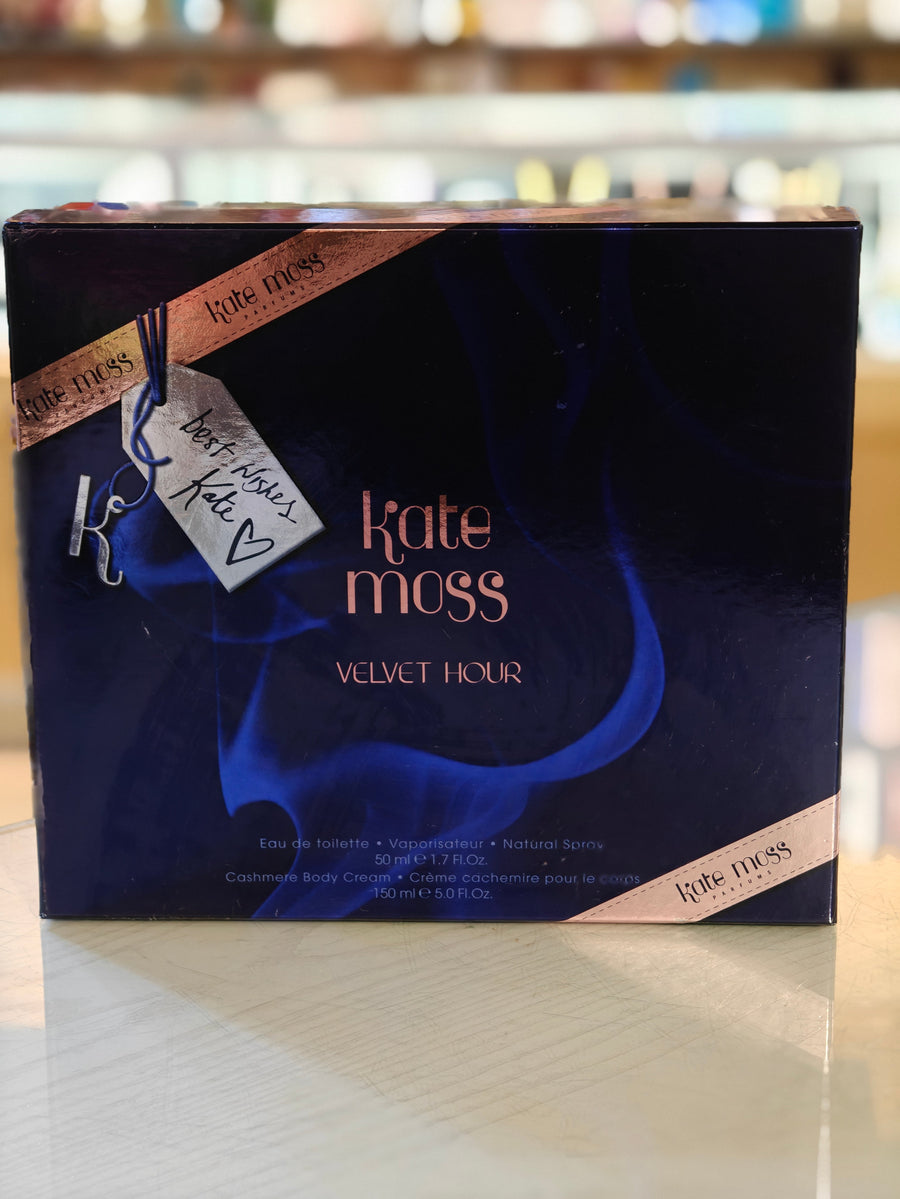 kate moss
PARFUMS
kate moss
PARFUMS
best wishes
Kate
kate
moss
VELVET HOUR
Eau de toilette • Vaporisateur • Natural Spray
50 ml ℮ 1.7 Fl.Oz.
Cashmere Body Cream • Crème cachemire pour le corps
150 ml ℮ 5.0 Fl.Oz.
kate moss
PARFUMS